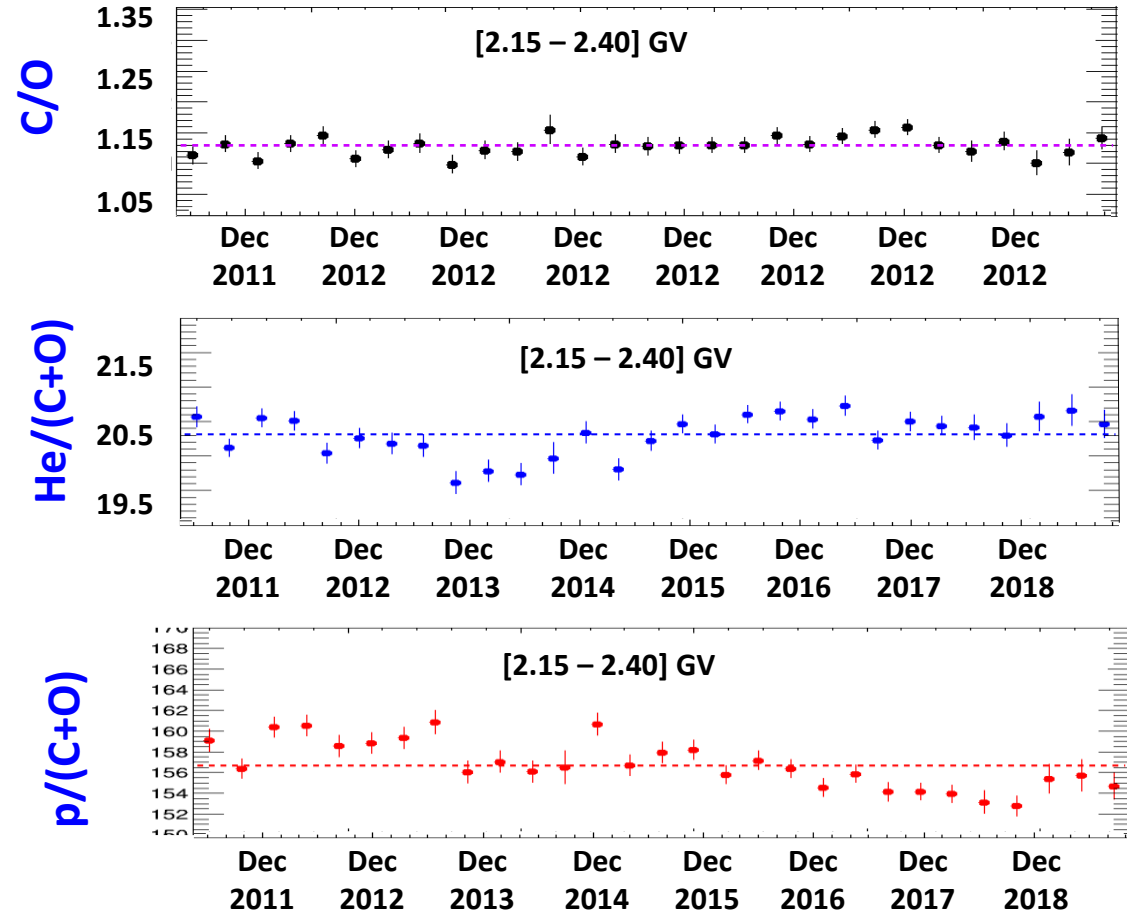 C/O
[2.15 – 2.40] GV
1.35
1.25
1.15
1.05
Dec Dec Dec Dec Dec Dec Dec Dec
2011 2012 2012 2012 2012 2012 2012 2012
He/(C+O)
[2.15 – 2.40] GV
21.5
20.5
19.5
Dec Dec Dec Dec Dec Dec Dec Dec
2011 2012 2013 2014 2015 2016 2017 2018
p/(C+O)
[2.15 – 2.40] GV
170
168
166
164
162
160
158
156
154
152
150
Dec Dec Dec Dec Dec Dec Dec Dec
2011 2012 2013 2014 2015 2016 2017 2018